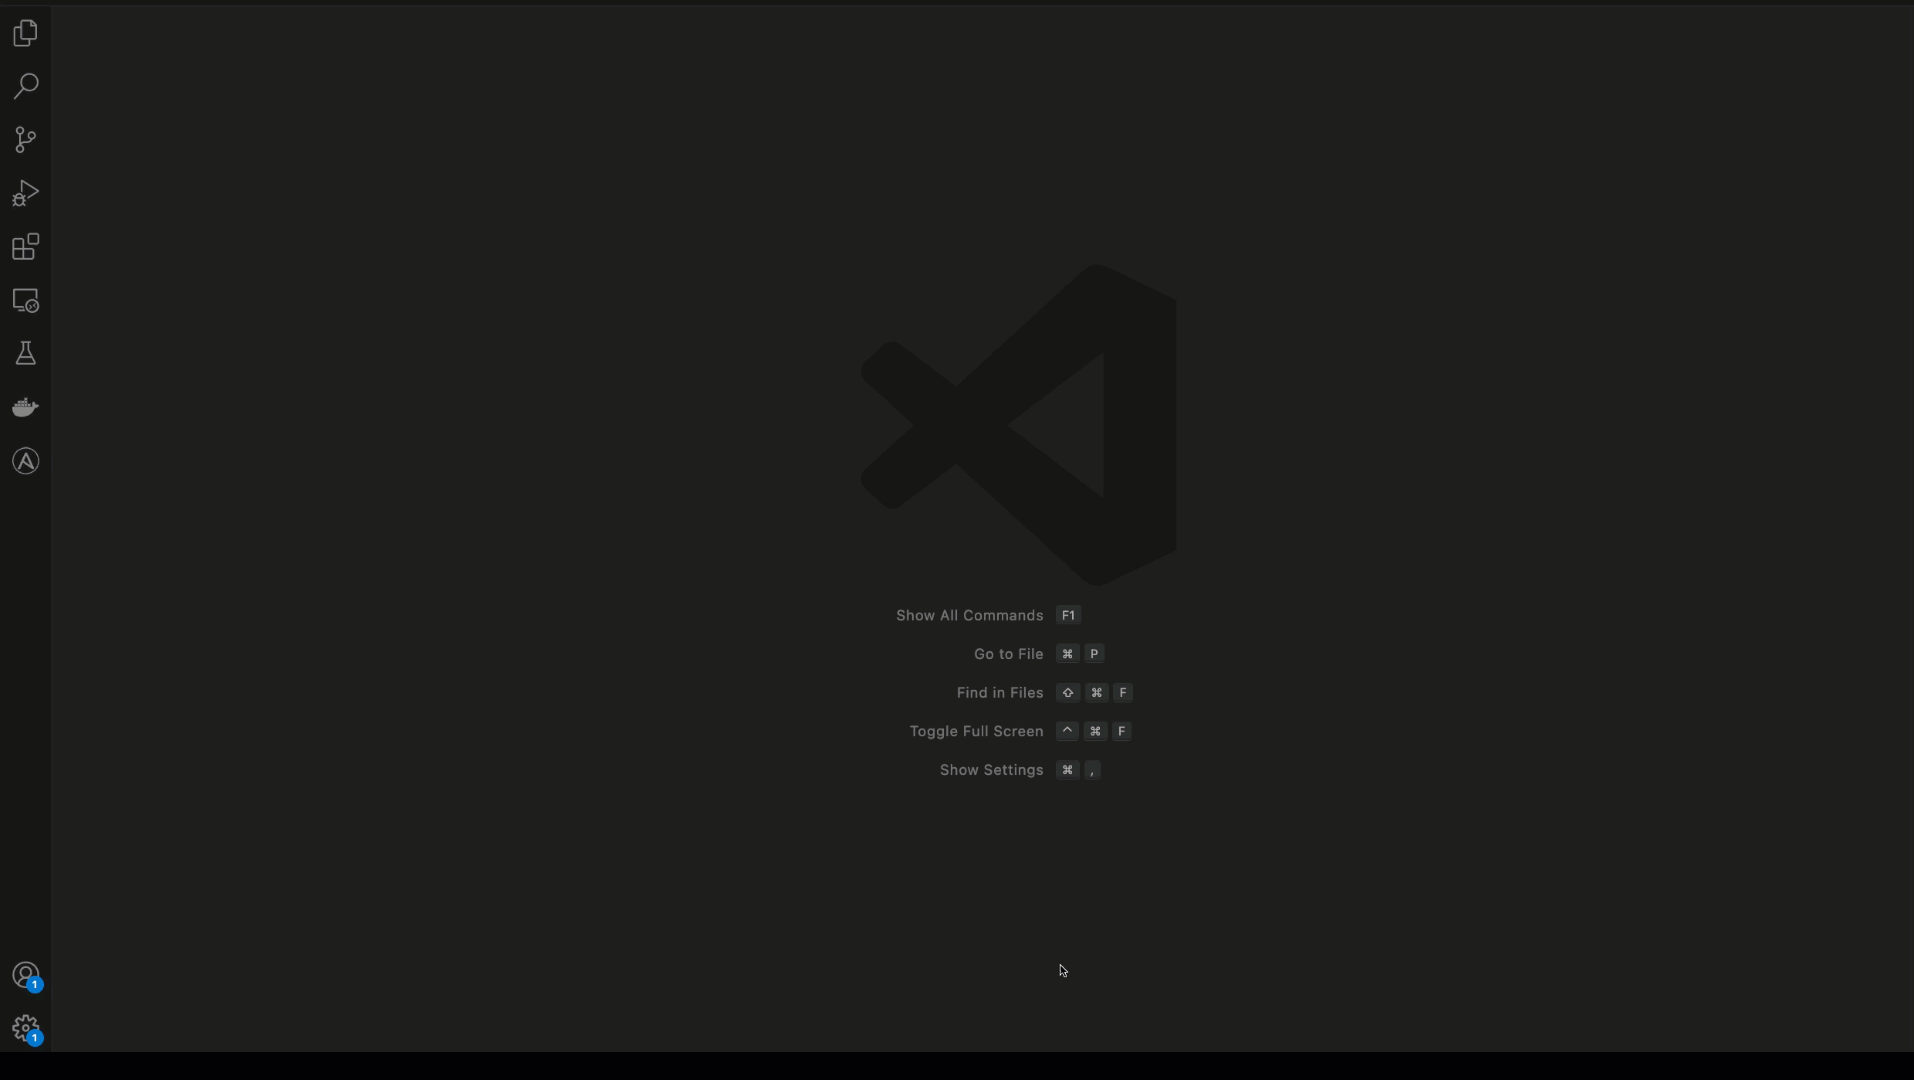 Show All Commands F1
Go to File ⌘ P
Find in Files ⇧ ⌘ F
Toggle Full Screen ^ ⌘ F
Show Settings ⌘ ,
1
1